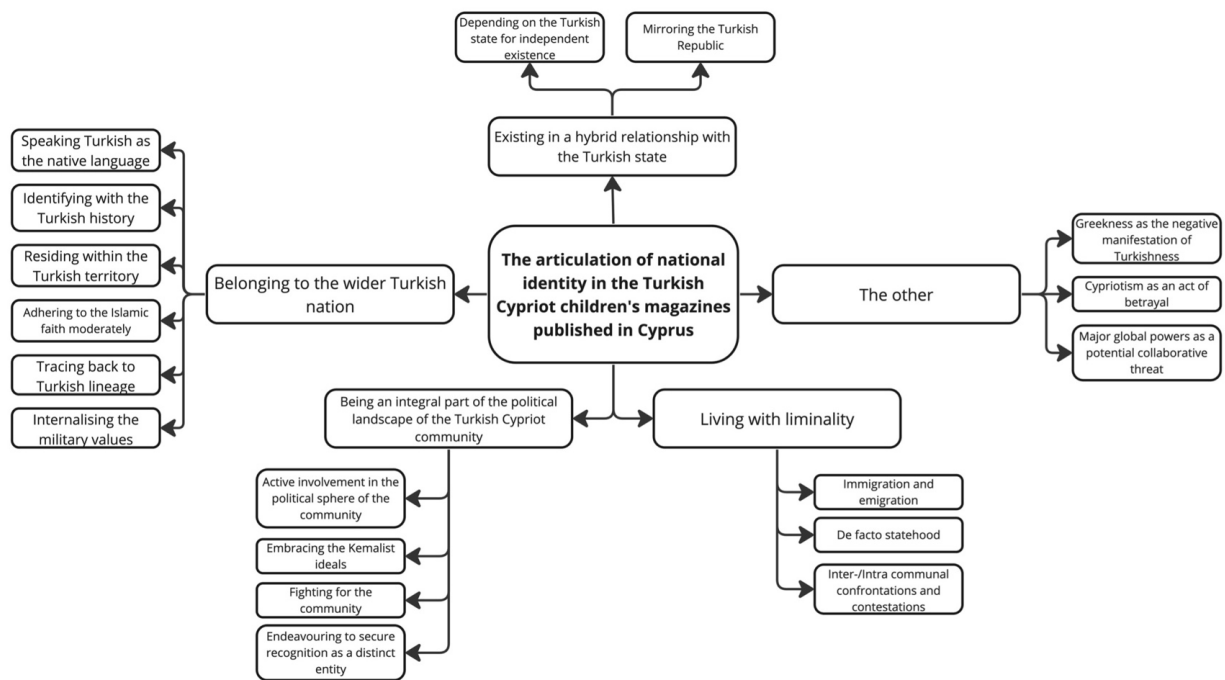 Depending on the Turkish
state for independent
existence
Mirroring the Turkish
Republic
Existing in a hybrid relationship with
the Turkish state
Speaking Turkish as
the native language
Identifying with the
Turkish history
Residing within the
Turkish territory
Adhering to the Islamic
faith moderately
Tracing back to
Turkish lineage
Internalising the
military values
Belonging to the wider Turkish
nation
The articulation of national
identity in the Turkish
Cypriot children's magazines
published in Cyprus
The other
Greekness as the negative
manifestation of
Turkishness
Cypriotism as an act of
betrayal
Major global powers as a
potential collaborative
threat
Being an integral part of the political
landscape of the Turkish Cypriot
community
Living with liminality
Active involvement in the
political sphere of the
community
Embracing the Kemalist
ideals
Fighting for the
community
Endeavouring to secure
recognition as a distinct
entity
Immigration and
emigration
De facto statehood
Inter-/Intra communal
confrontations and
contestations